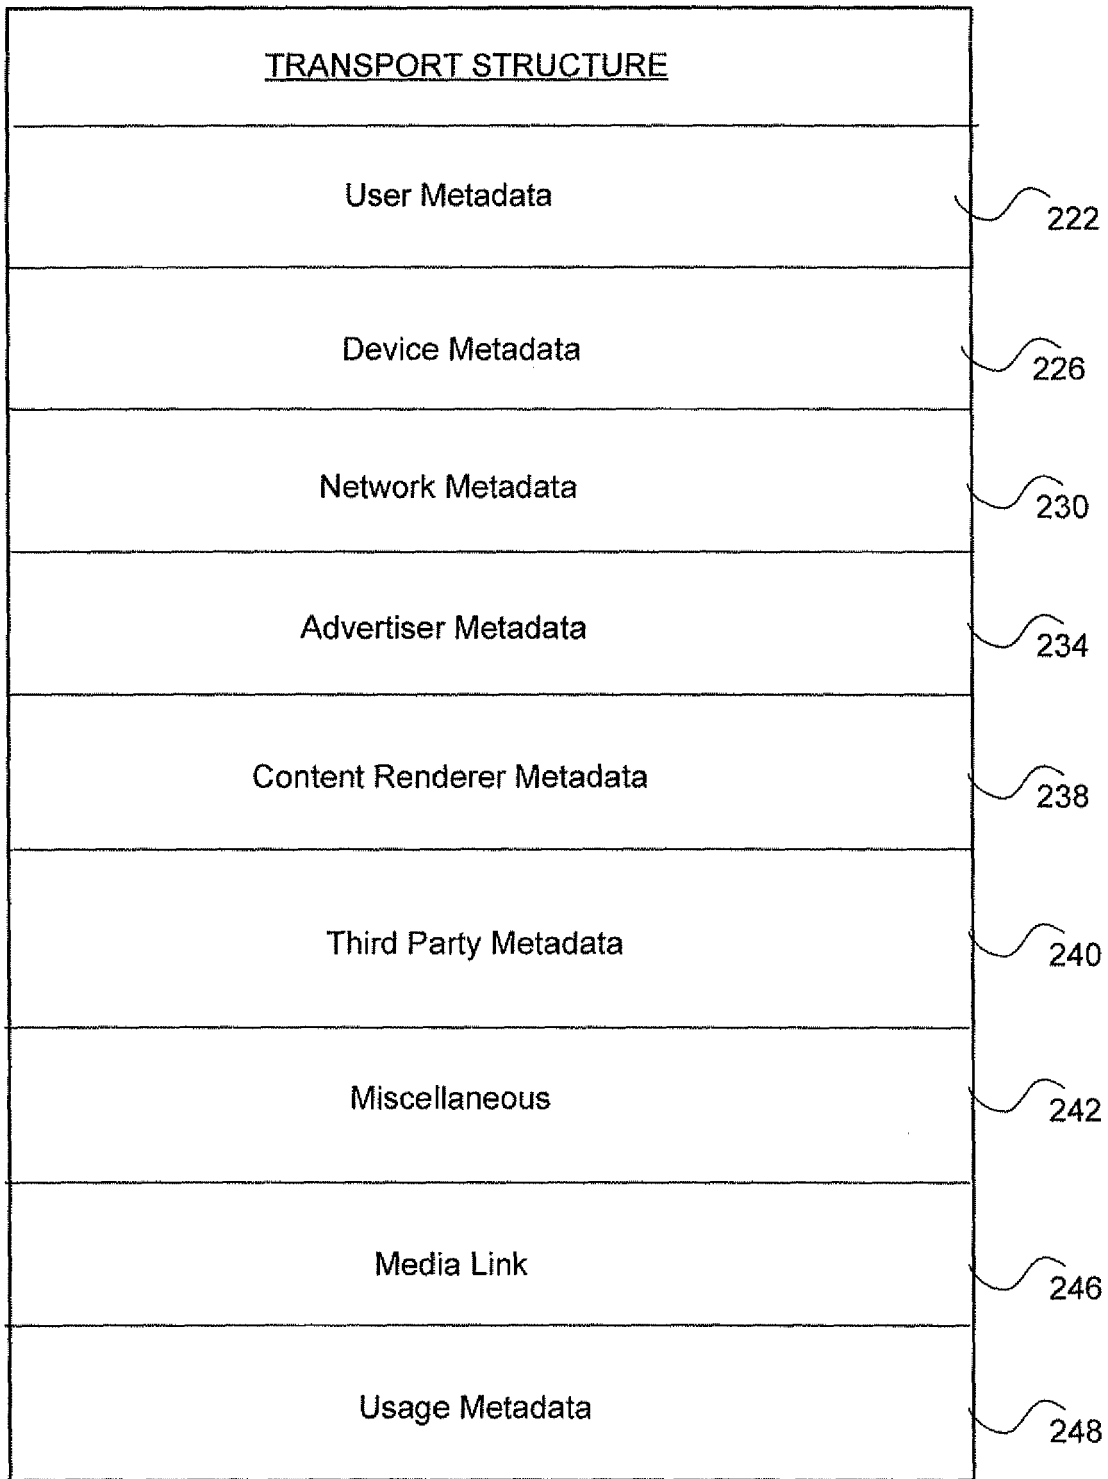 TRANSPORT STRUCTURE
User Metadata
222
Device Metadata
226
Network Metadata
230
Advertiser Metadata
234
Content Renderer Metadata
238
Third Party Metadata
240
Miscellaneous
242
Media Link
246
Usage Metadata
248